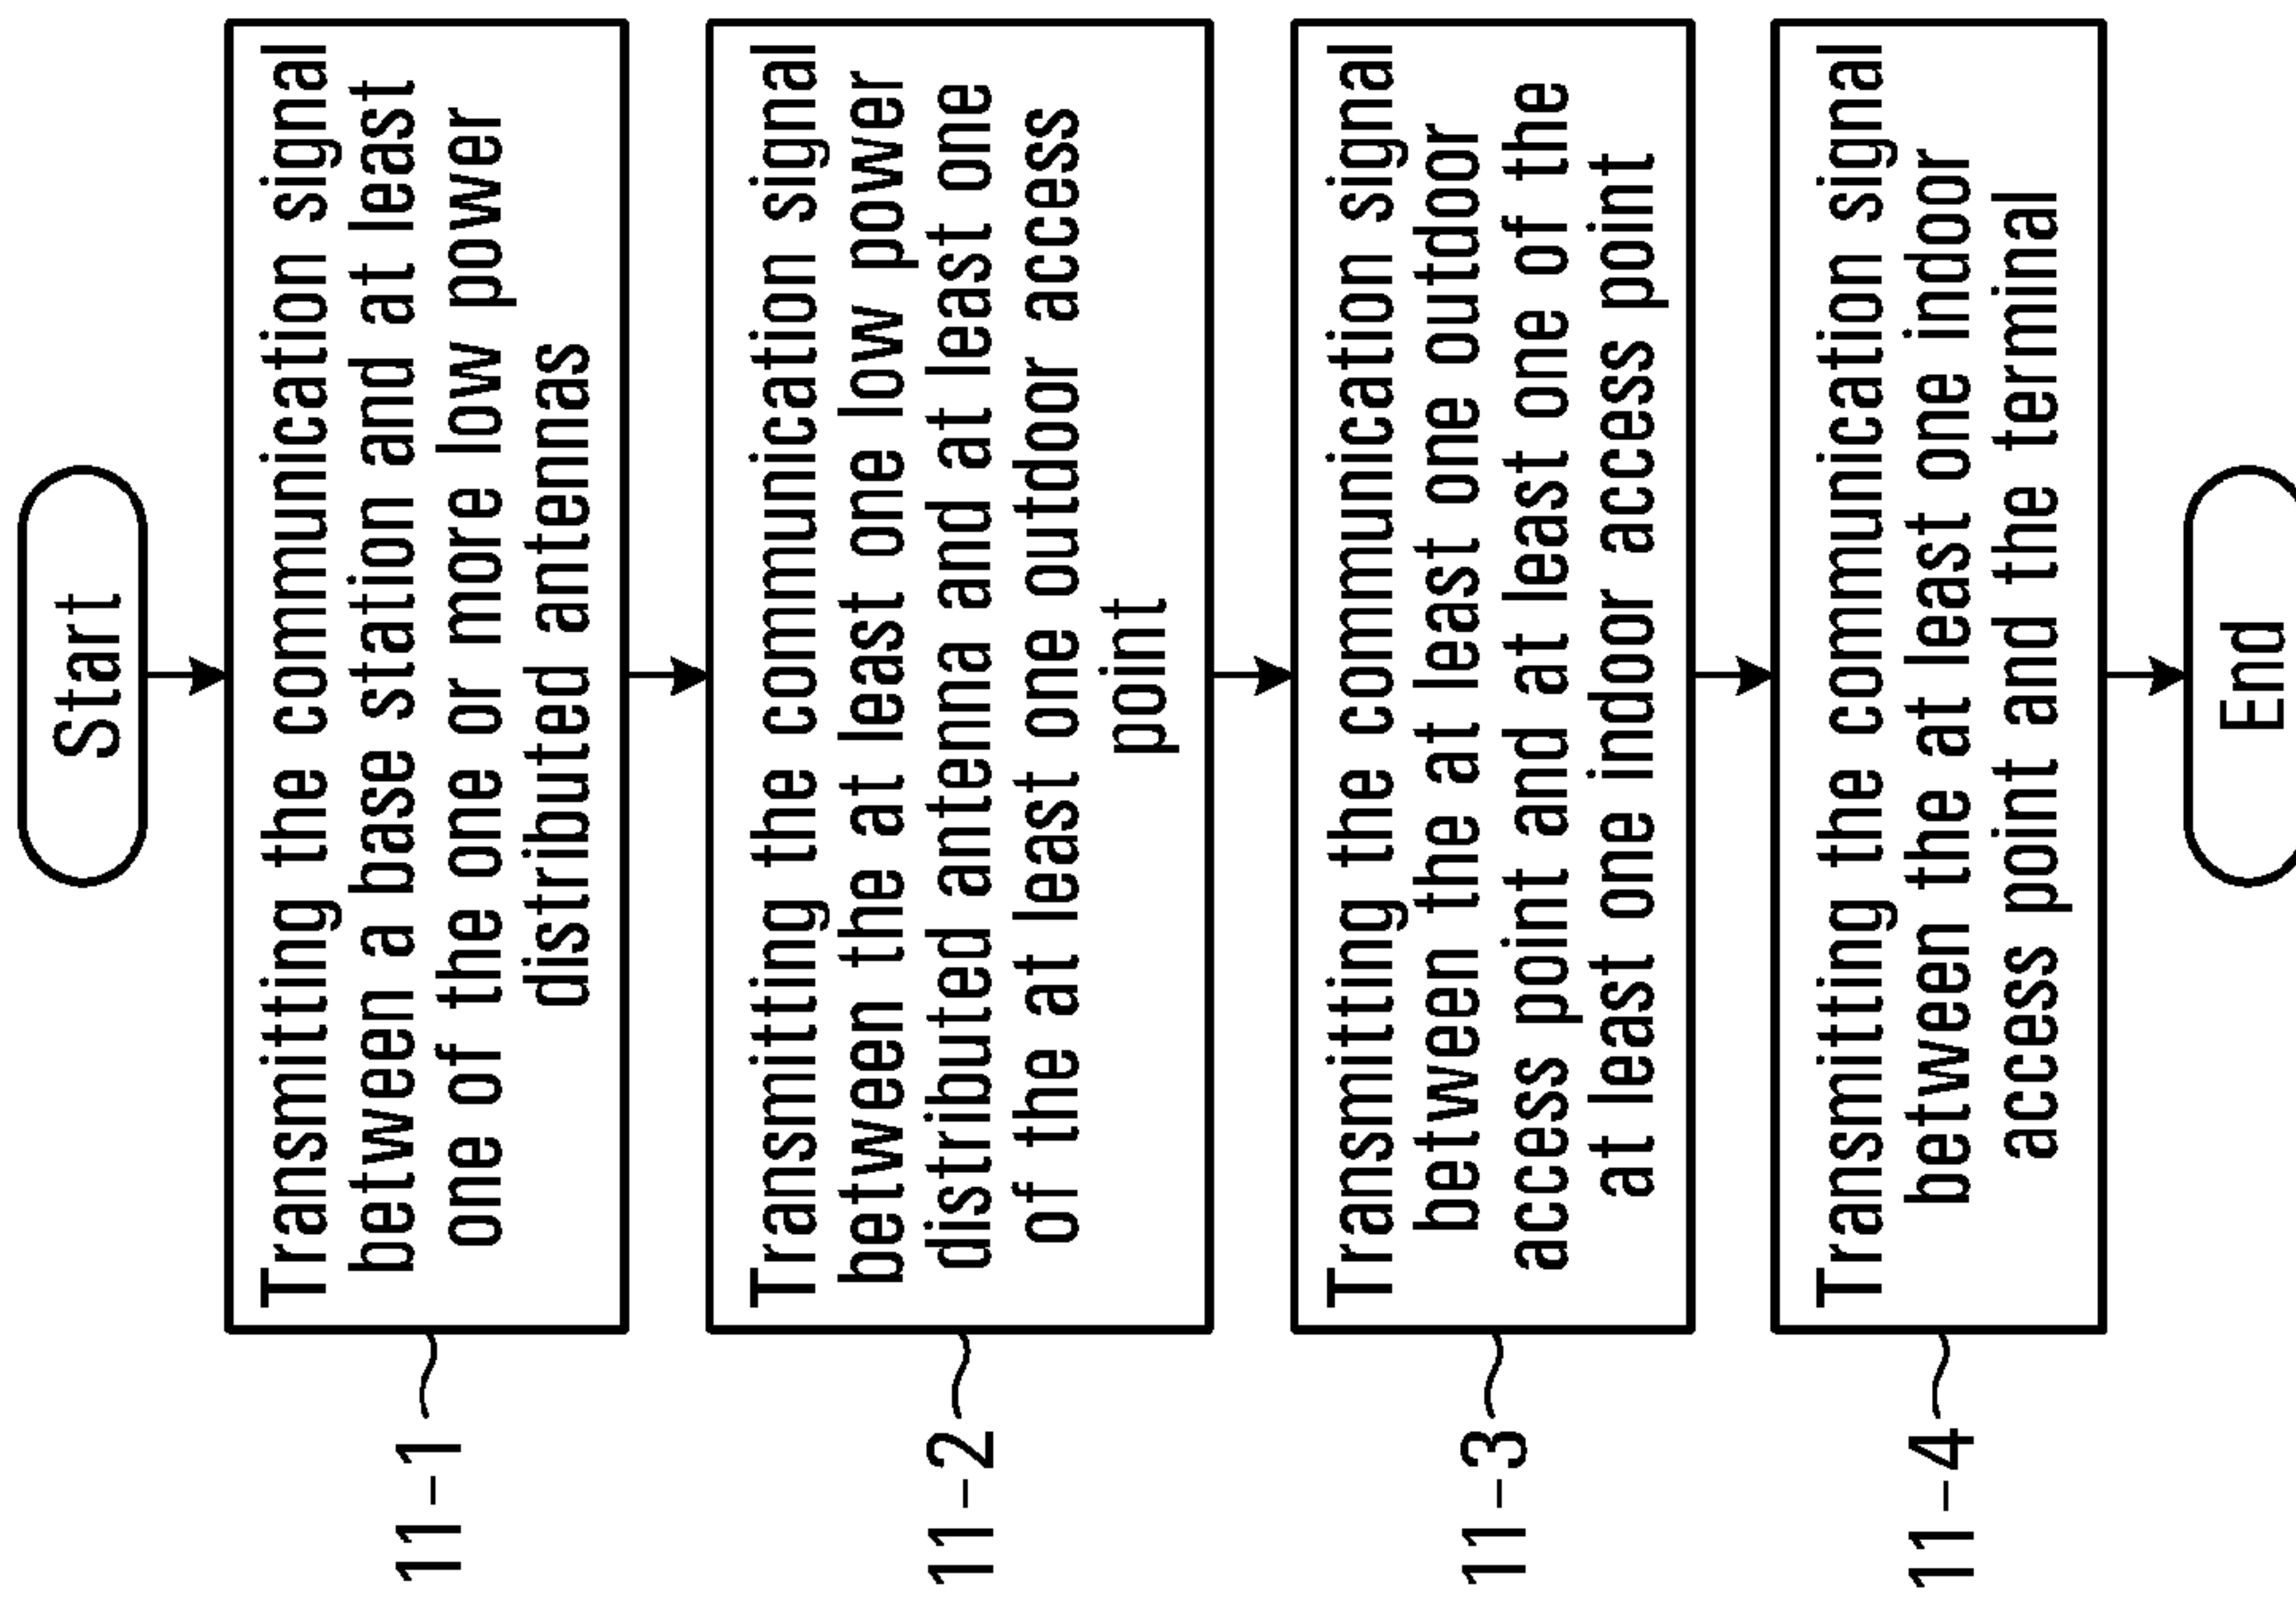 Start
11-1
Transmitting the communication signal
between a base station and at least
one of the one or more low power
distributed antennas
11-2
Transmitting the communication signal
between the at least one low power
distributed antenna and at least one
of the at least one outdoor access
point
11-3
Transmitting the communication signal
between the at least one outdoor
access point and at least one of the
at least one indoor access point
11-4
Transmitting the communication signal
between the at least one indoor
access point and the terminal
End